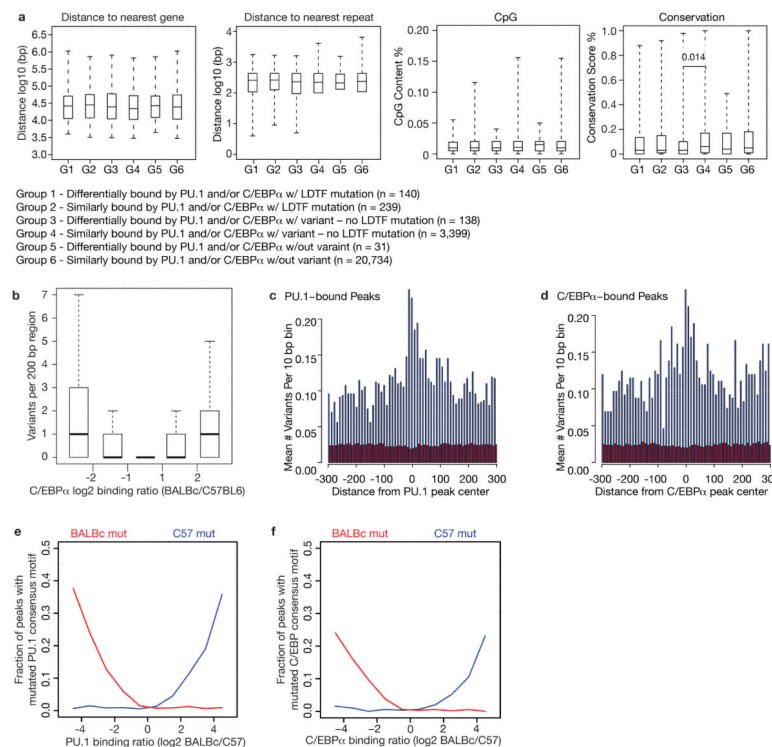 a
Distance to nearest gene
Distance to nearest repeat
CpG
Conservation
Distance log10 (bp)
6.5
6.0
5.5
5.0
4.5
4.0
3.5
3.0
G1 G2 G3 G4 G5 G6
Distance log10 (bp)
5
4
3
2
1
0
G1 G2 G3 G4 G5 G6
CpG Content %
0.20
0.15
0.10
0.05
0.00
G1 G2 G3 G4 G5 G6
Conservation Score %
1.0
0.8
0.6
0.4
0.2
0.0
0.014
G1 G2 G3 G4 G5 G6
Group 1 - Differentially bound by PU.1 and/or C/EBPα w/ LDTF mutation (n = 140)
Group 2 - Similarly bound by PU.1 and/or C/EBPα w/ LDTF mutation (n = 239)
Group 3 - Differentially bound by PU.1 and/or C/EBPα w/ variant – no LDTF mutation (n = 138)
Group 4 - Similarly bound by PU.1 and/or C/EBPα w/ variant – no LDTF mutation (n = 3,399)
Group 5 - Differentially bound by PU.1 and/or C/EBPα w/out varaint (n = 31)
Group 6 - Similarly bound by PU.1 and/or C/EBPα w/out variant (n = 20,734)
b
Variants per 200 bp region
7
6
5
4
3
2
1
0
-2 -1 1 2
C/EBPα log2 binding ratio (BALBc/C57BL6)
c PU.1–bound Peaks
Mean # Variants Per 10 bp bin
0.20
0.15
0.10
0.05
0.00
-300 -200 -100 0 100 200 300
Distance from PU.1 peak center
d C/EBPα–bound Peaks
Mean # Variants Per 10 bp bin
0.20
0.15
0.10
0.05
0.00
-300 -200 -100 0 100 200 300
Distance from C/EBPα peak center
e
BALBc mut C57 mut
Fraction of peaks with
mutated PU.1 consensus motif
0.5
0.4
0.3
0.2
0.1
0.0
-4 -2 0 2 4
PU.1 binding ratio (log2 BALBc/C57)
f
BALBc mut C57 mut
Fraction of peaks with
mutated C/EBP consensus motif
0.5
0.4
0.3
0.2
0.1
0.0
-4 -2 0 2 4
C/EBPα binding ratio (log2 BALBc/C57)